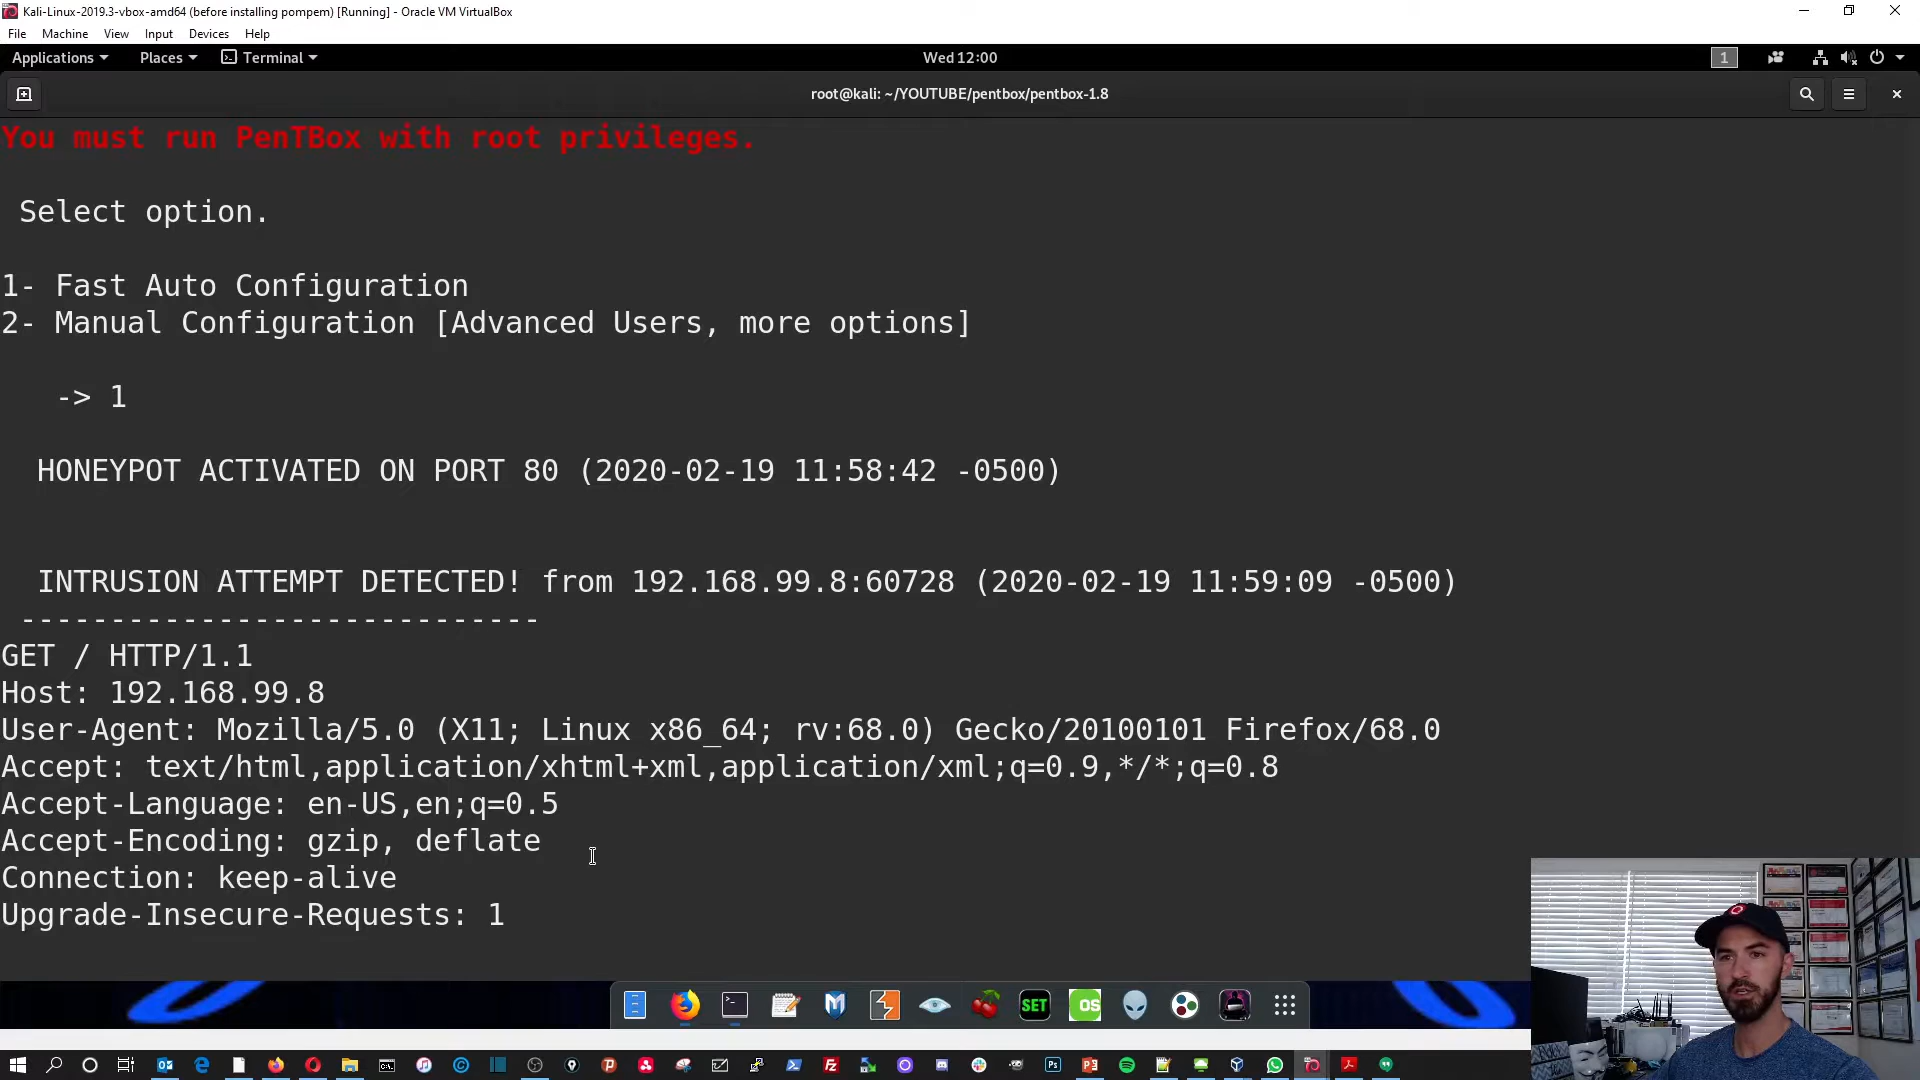 Kali-Linux-2019.3-vbox-amd64 (before installing pompem) [Running] - Oracle VM VirtualBox
File Machine View Input Devices Help
Applications Places Terminal Wed 12:00 1
root@kali: ~/YOUTUBE/pentbox/pentbox-1.8
You must run PenTBox with root privileges.
Select option.
1- Fast Auto Configuration
2- Manual Configuration [Advanced Users, more options]
-> 1
HONEYPOT ACTIVATED ON PORT 80 (2020-02-19 11:58:42 -0500)
INTRUSION ATTEMPT DETECTED! from 192.168.99.8:60728 (2020-02-19 11:59:09 -0500)
-----------------------------
GET / HTTP/1.1
Host: 192.168.99.8
User-Agent: Mozilla/5.0 (X11; Linux x86_64; rv:68.0) Gecko/20100101 Firefox/68.0
Accept: text/html,application/xhtml+xml,application/xml;q=0.9,*/*;q=0.8
Accept-Language: en-US,en;q=0.5
Accept-Encoding: gzip, deflate
Connection: keep-alive
Upgrade-Insecure-Requests: 1
SET OS